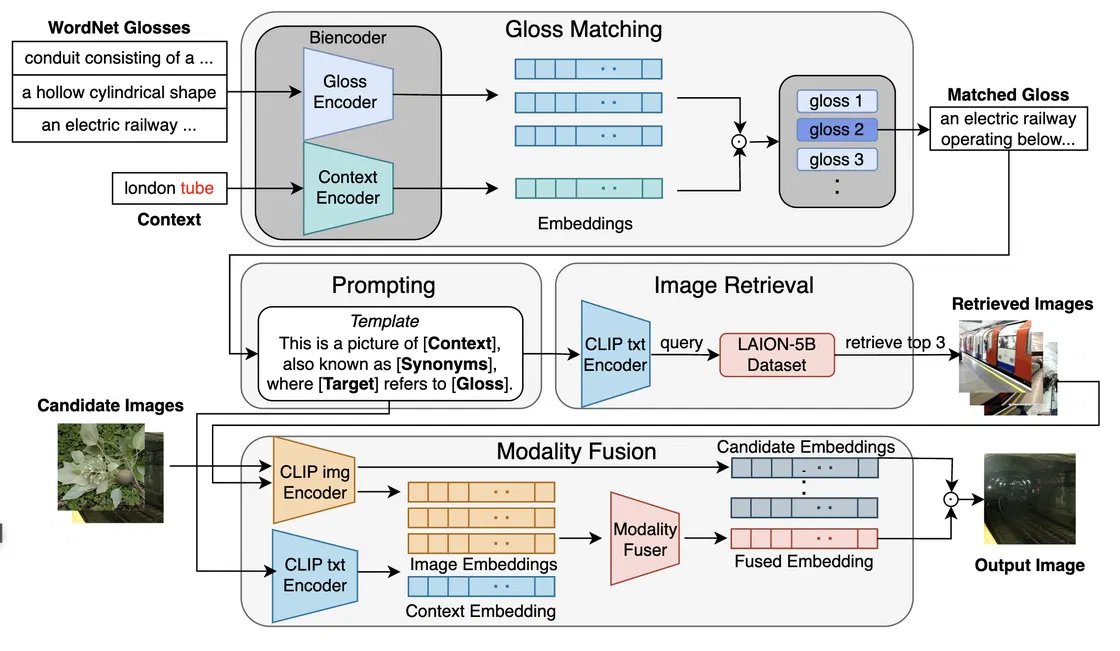 WordNet Glosses
conduit consisting of a ...
a hollow cylindrical shape
an electric railway ...
london tube
Context
Gloss Matching
Biencoder
Gloss
Encoder
Context
Encoder
Embeddings
gloss 1
gloss 2
gloss 3
Matched Gloss
an electric railway
operating below...
Prompting
Template
This is a picture of [Context],
also known as [Synonyms],
where [Target] refers to [Gloss].
Image Retrieval
CLIP txt
Encoder
query
LAION-5B
Dataset
retrieve top 3
Retrieved Images
Candidate Images
Modality Fusion
CLIP img
Encoder
CLIP txt
Encoder
Image Embeddings
Context Embedding
Modality
Fuser
Candidate Embeddings
Fused Embedding
Output Image